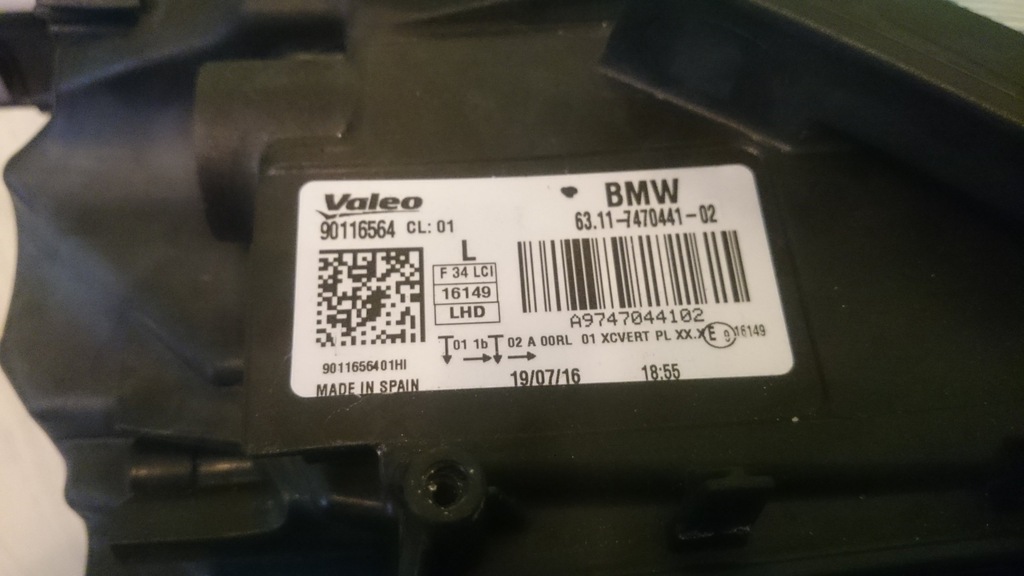 Valeo
BMW
90116564 CL: 01
63.11-7470441-02
L
F 34 LCI
16149
LHD
A9747044102
01 1b 02 A 00RL 01 XCVERT PL XX.X E 9 16149
9011656401HI
MADE IN SPAIN
19/07/16 18:55